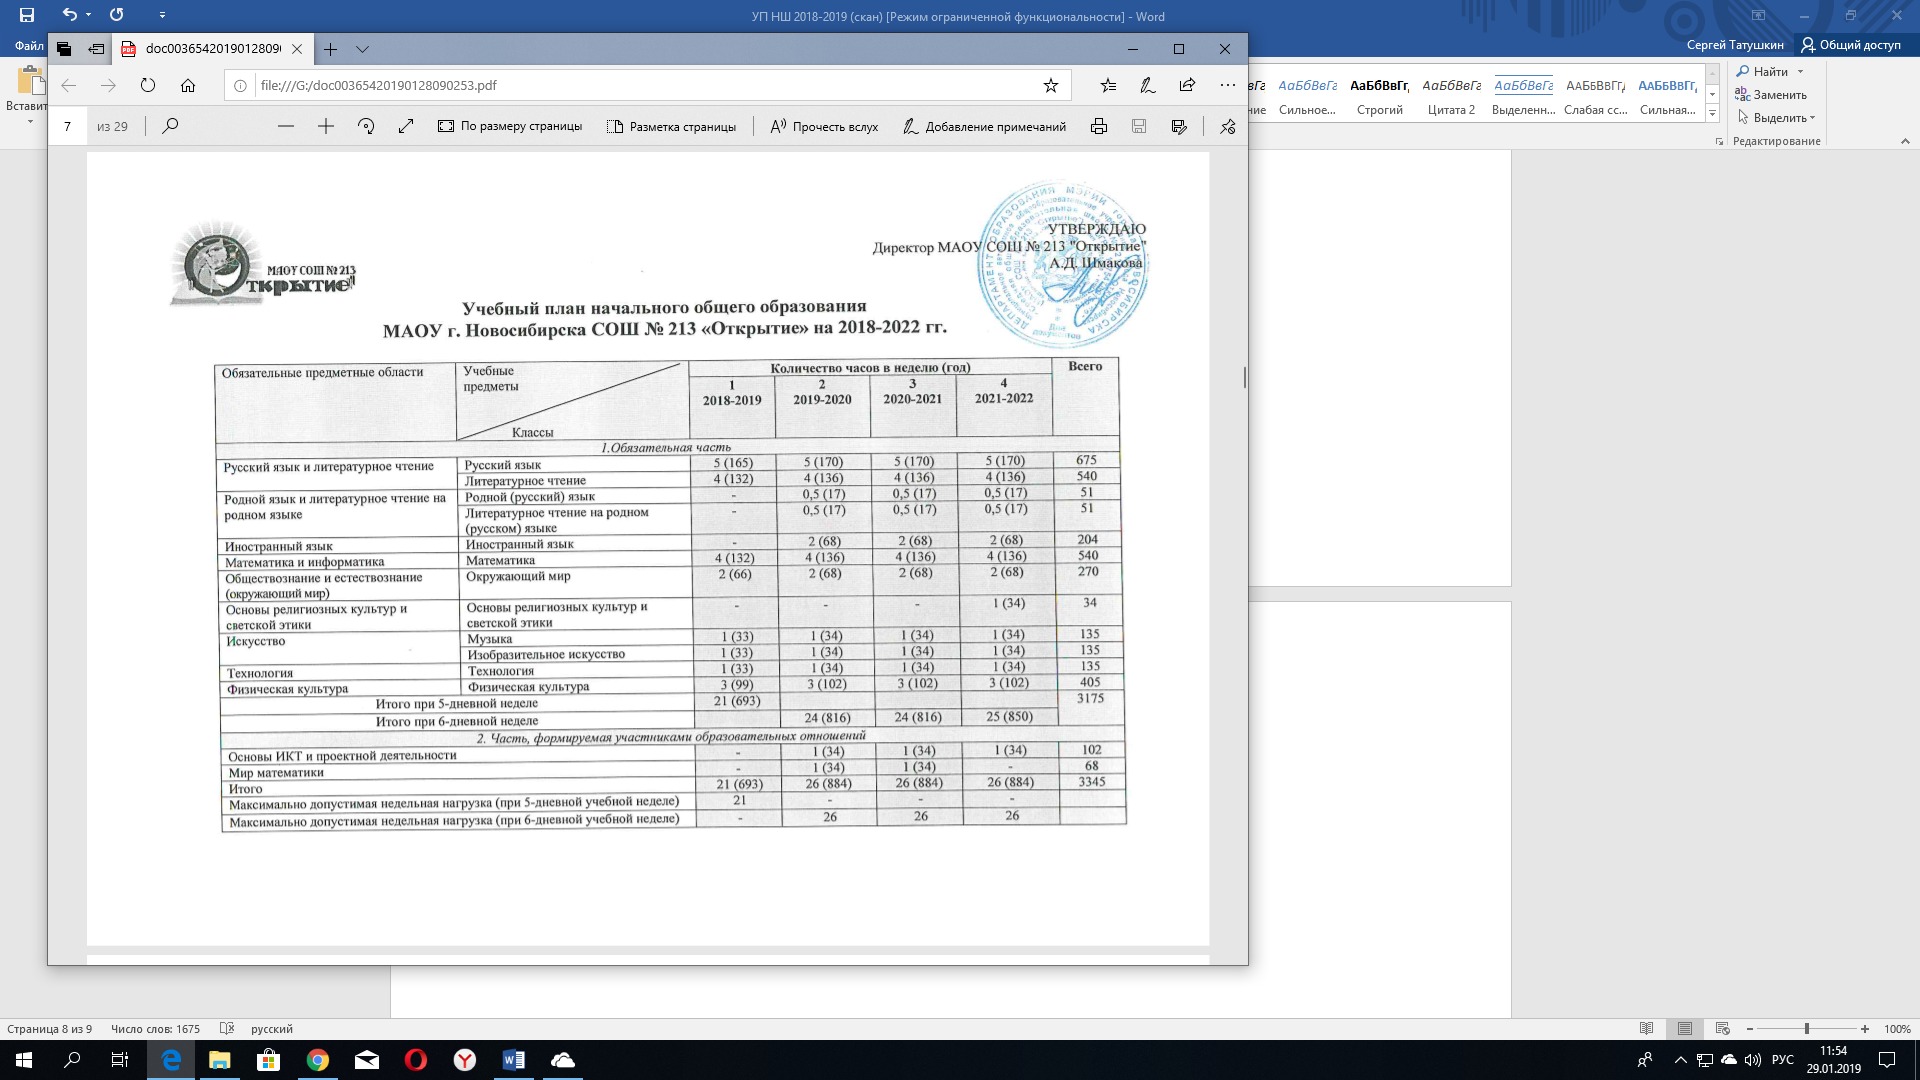 УП НШ 2018-2019 (скан) [Режим ограниченной функциональности] - Word
Файл
Сергей Татушкин
Общий доступ
doc00365420190128090
file:///G:/doc00365420190128090253.pdf
Вставит
7 из 29
По размеру страницы
Разметка страницы
Прочесть вслух
Добавление примечаний
АаБбВвГг АаБбВвГг, АаБбВвГг АаБбВвГг ААББВВГГД ААББВВГГ,
ние Сильное... Строгий Цитата 2 Выделенн... Слабая сс... Сильная...
Найти
Заменить
Выделить
Редактирование
МАОУ СОШ № 213
ткрытие"
УТВЕРЖДАЮ
Директор МАОУ СОШ № 213 "Открытие"
А.Д. Шмакова
Учебный план начального общего образования
МАОУ г. Новосибирска СОШ № 213 «Открытие» на 2018-2022 гг.
Обязательные предметные области
Учебные предметы
Классы
Количество часов в неделю (год)
Всего
1 2 3 4
2018-2019 2019-2020 2020-2021 2021-2022
1.Обязательная часть
Русский язык и литературное чтение Русский язык 5 (165) 5 (170) 5 (170) 5 (170) 675
Литературное чтение 4 (132) 4 (136) 4 (136) 4 (136) 540
Родной язык и литературное чтение на родном языке Родной (русский) язык - 0,5 (17) 0,5 (17) 0,5 (17) 51
Литературное чтение на родном (русском) языке - 0,5 (17) 0,5 (17) 0,5 (17) 51
Иностранный язык Иностранный язык - 2 (68) 2 (68) 2 (68) 204
Математика и информатика Математика 4 (132) 4 (136) 4 (136) 4 (136) 540
Обществознание и естествознание (окружающий мир) Окружающий мир 2 (66) 2 (68) 2 (68) 2 (68) 270
Основы религиозных культур и светской этики Основы религиозных культур и светской этики - - - 1 (34) 34
Искусство Музыка 1 (33) 1 (34) 1 (34) 1 (34) 135
Изобразительное искусство 1 (33) 1 (34) 1 (34) 1 (34) 135
Технология Технология 1 (33) 1 (34) 1 (34) 1 (34) 135
Физическая культура Физическая культура 3 (99) 3 (102) 3 (102) 3 (102) 405
Итого при 5-дневной неделе 21 (693) 3175
Итого при 6-дневной неделе 24 (816) 24 (816) 25 (850)
2. Часть, формируемая участниками образовательных отношений
Основы ИКТ и проектной деятельности - 1 (34) 1 (34) 1 (34) 102
Мир математики - 1 (34) 1 (34) - 68
Итого 21 (693) 26 (884) 26 (884) 26 (884) 3345
Максимально допустимая недельная нагрузка (при 5-дневной учебной неделе) 21 - - -
Максимально допустимая недельная нагрузка (при 6-дневной учебной неделе) - 26 26 26
Страница 8 из 9 Число слов: 1675 русский
100%
РУС
11:54
29.01.2019